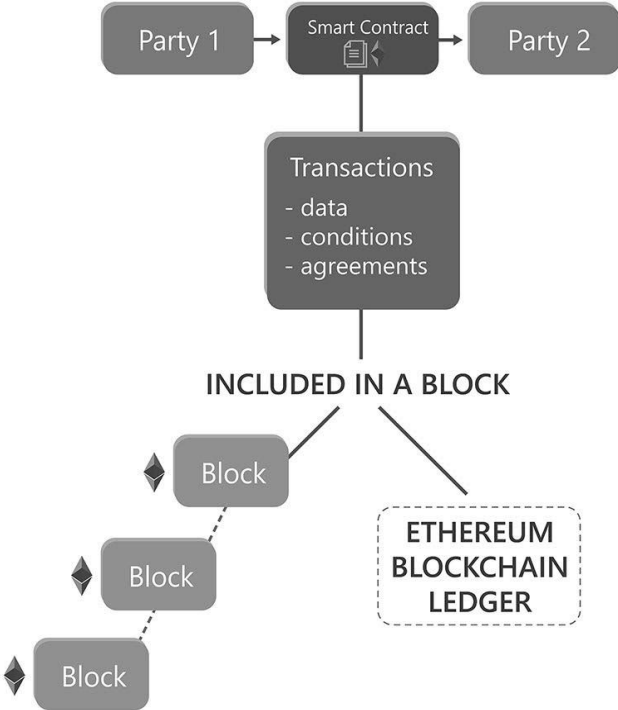 Party 1
Smart Contract
Party 2
Transactions
- data
- conditions
- agreements
INCLUDED IN A BLOCK
Block
Block
Block
ETHEREUM
BLOCKCHAIN
LEDGER